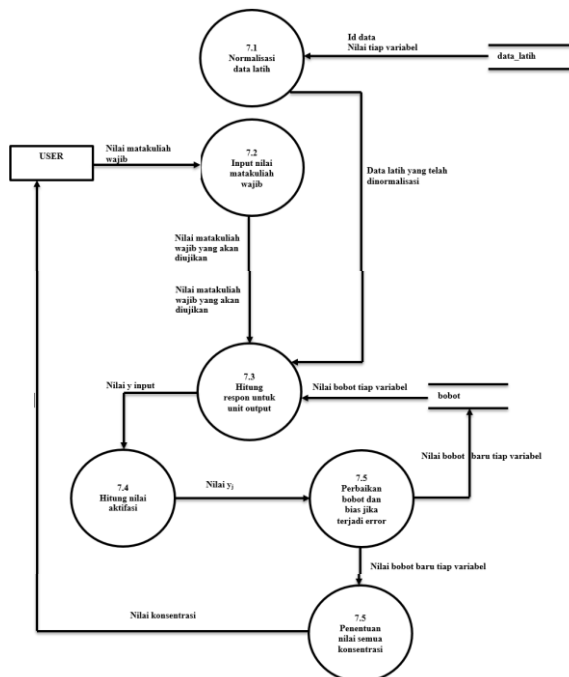 7.1
Normalisasi
data latih
Id data
Nilai tiap variabel
data_latih
USER
Nilai matakuliah
wajib
7.2
Input nilai
matakuliah
wajib
Data latih yang telah
dinormalisasi
Nilai matakuliah
wajib yang akan
diujikan
Nilai matakuliah
wajib yang akan
diujikan
7.3
Hitung
respon untuk
unit output
Nilai y input
Nilai bobot tiap variabel
bobot
7.4
Hitung nilai
aktifasi
Nilai yj
7.5
Perbaikan
bobot dan
bias jika
terjadi error
Nilai bobot baru tiap variabel
Nilai bobot baru tiap variabel
Nilai konsentrasi
7.5
Penentuan
nilai semua
konsentrasi